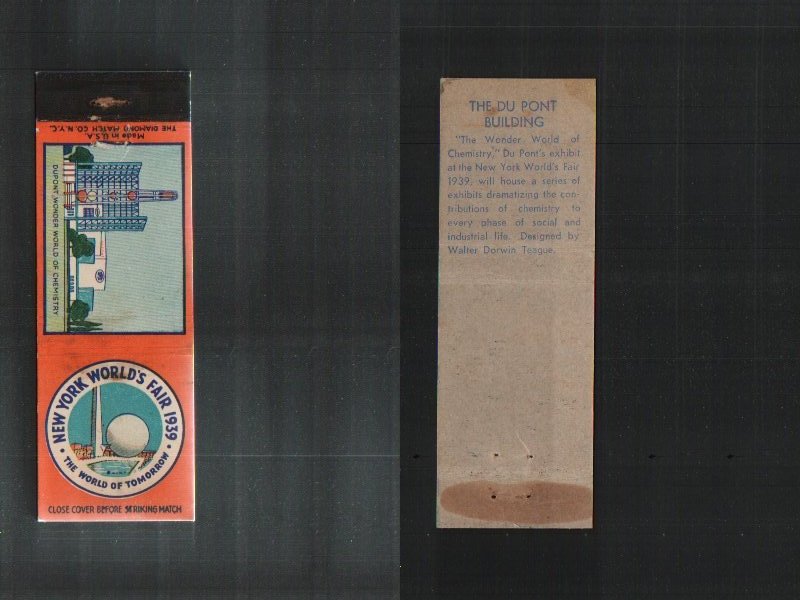 Made in U.S.A.
THE DIAMOND MATCH CO. N.Y.C.
DUPONT WONDER WORLD OF CHEMISTRY
NEW YORK WORLD'S FAIR 1939
THE WORLD OF TOMORROW
CLOSE COVER BEFORE STRIKING MATCH
THE DU PONT
BUILDING
"The Wonder World of
Chemistry," Du Pont's exhibit
at the New York World's Fair
1939, will house a series of
exhibits dramatizing the con-
tributions of chemistry to
every phase of social and
industrial life. Designed by
Walter Dorwin Teague.